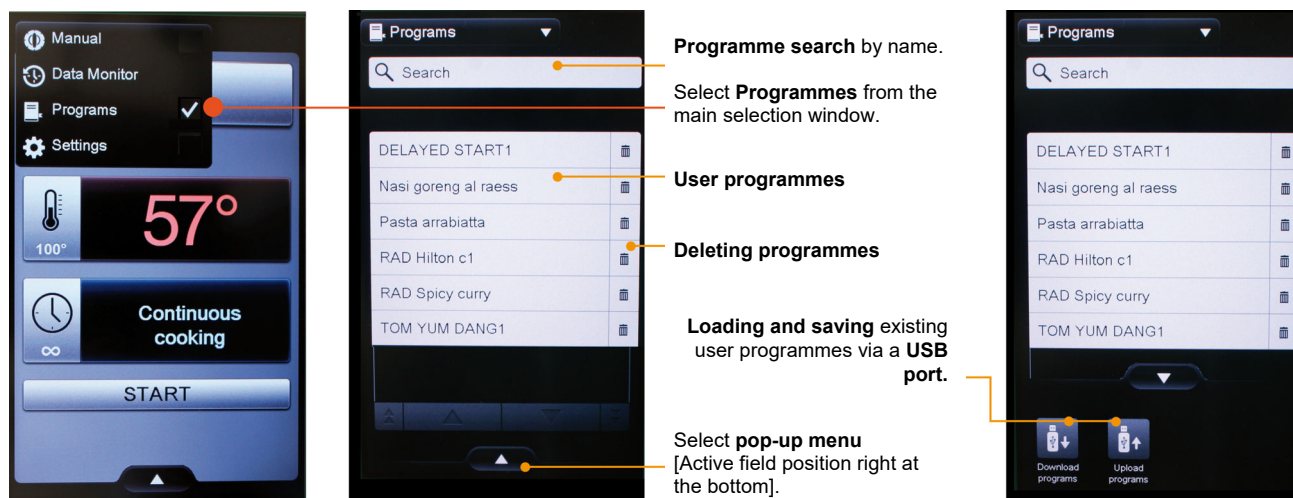 Manual
Data Monitor
Programs
Settings
100°
57°
∞
Continuous
cooking
START
Programs
Search
DELAYED START1
Nasi goreng al raess
Pasta arrabiatta
RAD Hilton c1
RAD Spicy curry
TOM YUM DANG1
Programme search by name.
Select Programmes from the
main selection window.
User programmes
Deleting programmes
Loading and saving existing
user programmes via a USB
port.
Select pop-up menu
[Active field position right at
the bottom].
Programs
Search
DELAYED START1
Nasi goreng al raess
Pasta arrabiatta
RAD Hilton c1
RAD Spicy curry
TOM YUM DANG1
Download
programs
Upload
programs